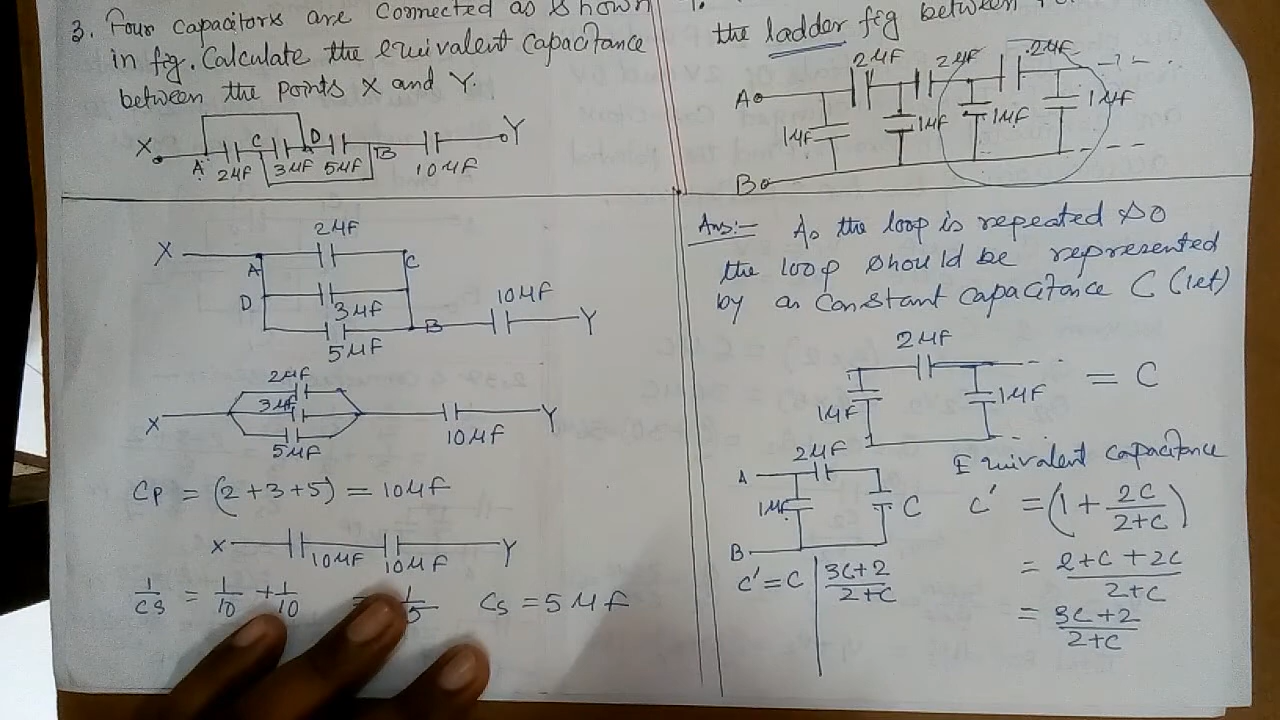 3. Four capacitors are connected as shown
in fig. Calculate the equivalent capacitance
between the points X and Y.
X A 2μF C 3μF D 5μF B 10μF Y
X A 2μF C
D 3μF
5μF B 10μF Y
2μF
X 3μF 10μF Y
5μF
Cp = (2+3+5) = 10μF
X 10μF 10μF Y
1/Cs = 1/10 + 1/10 = 1/5 Cs = 5μF
the ladder fig between
2μF 2μF 2μF
A 1μF 1μF 1μF 1μF
B
Ans:- As the loop is repeated so
the loop should be represented
by a constant capacitance C (let)
2μF
1μF 1μF = C
2μF Equivalent capacitance
A 1μF C C' = (1 + 2C/2+C)
B
= 2+C+2C/2+C
C' = C | 3C+2/2+C
= 3C+2/2+C